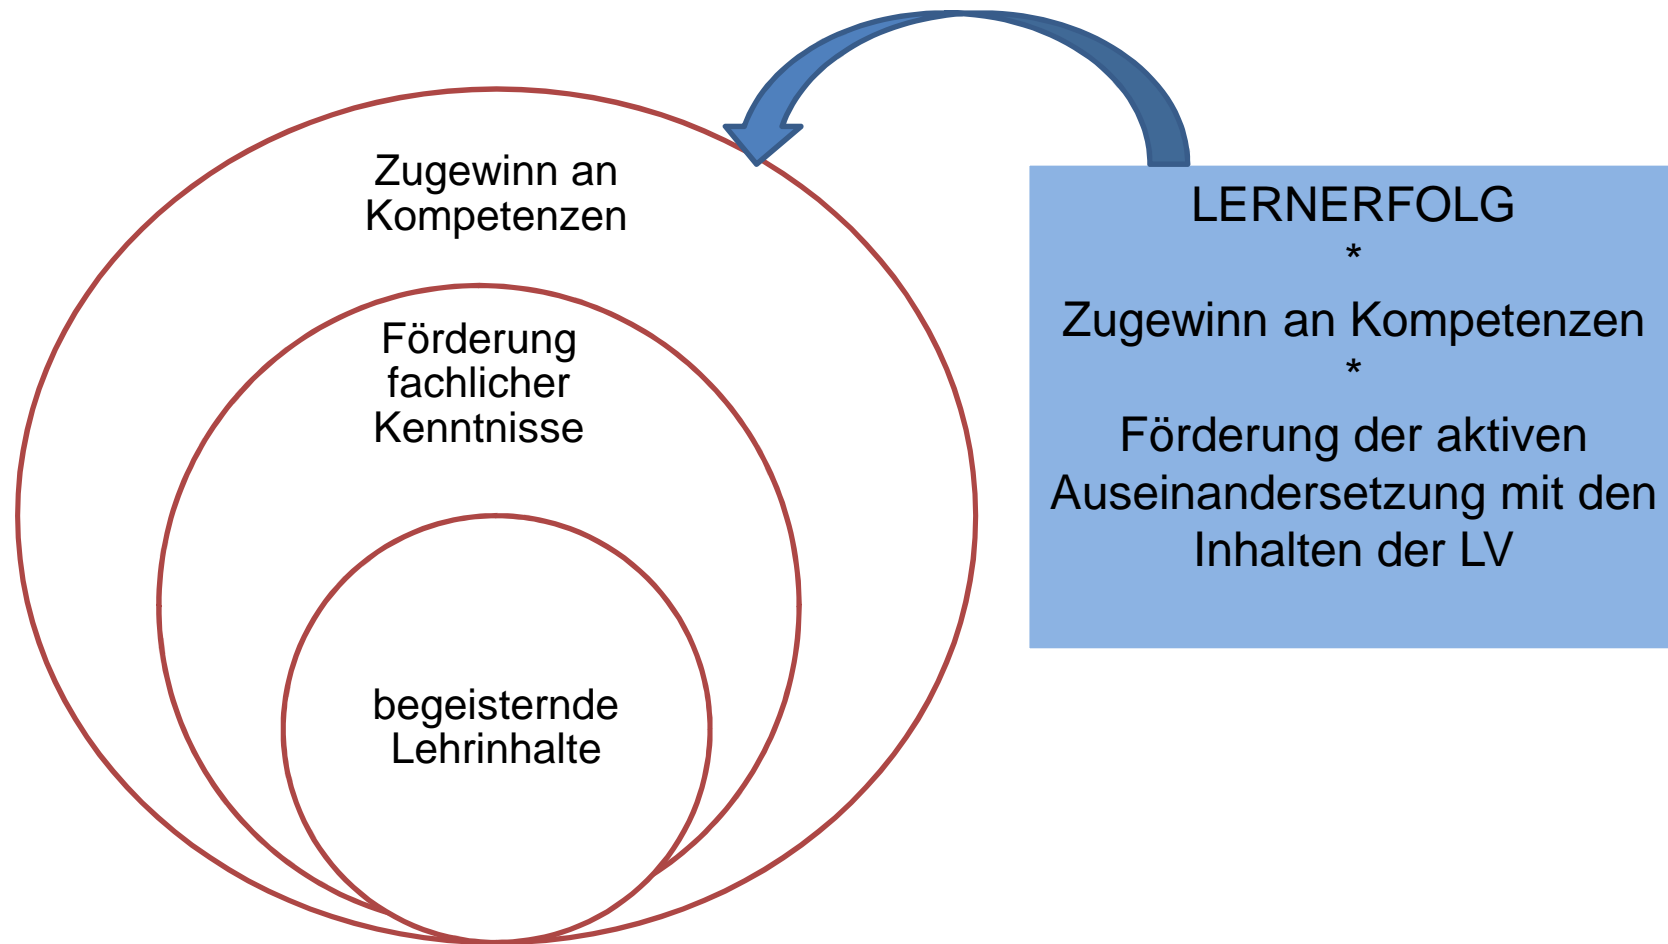 Zugewinn an
Kompetenzen
Förderung
fachlicher
Kenntnisse
begeisternde
Lehrinhalte
LERNERFOLG
*
Zugewinn an Kompetenzen
*
Förderung der aktiven
Auseinandersetzung mit den
Inhalten der LV